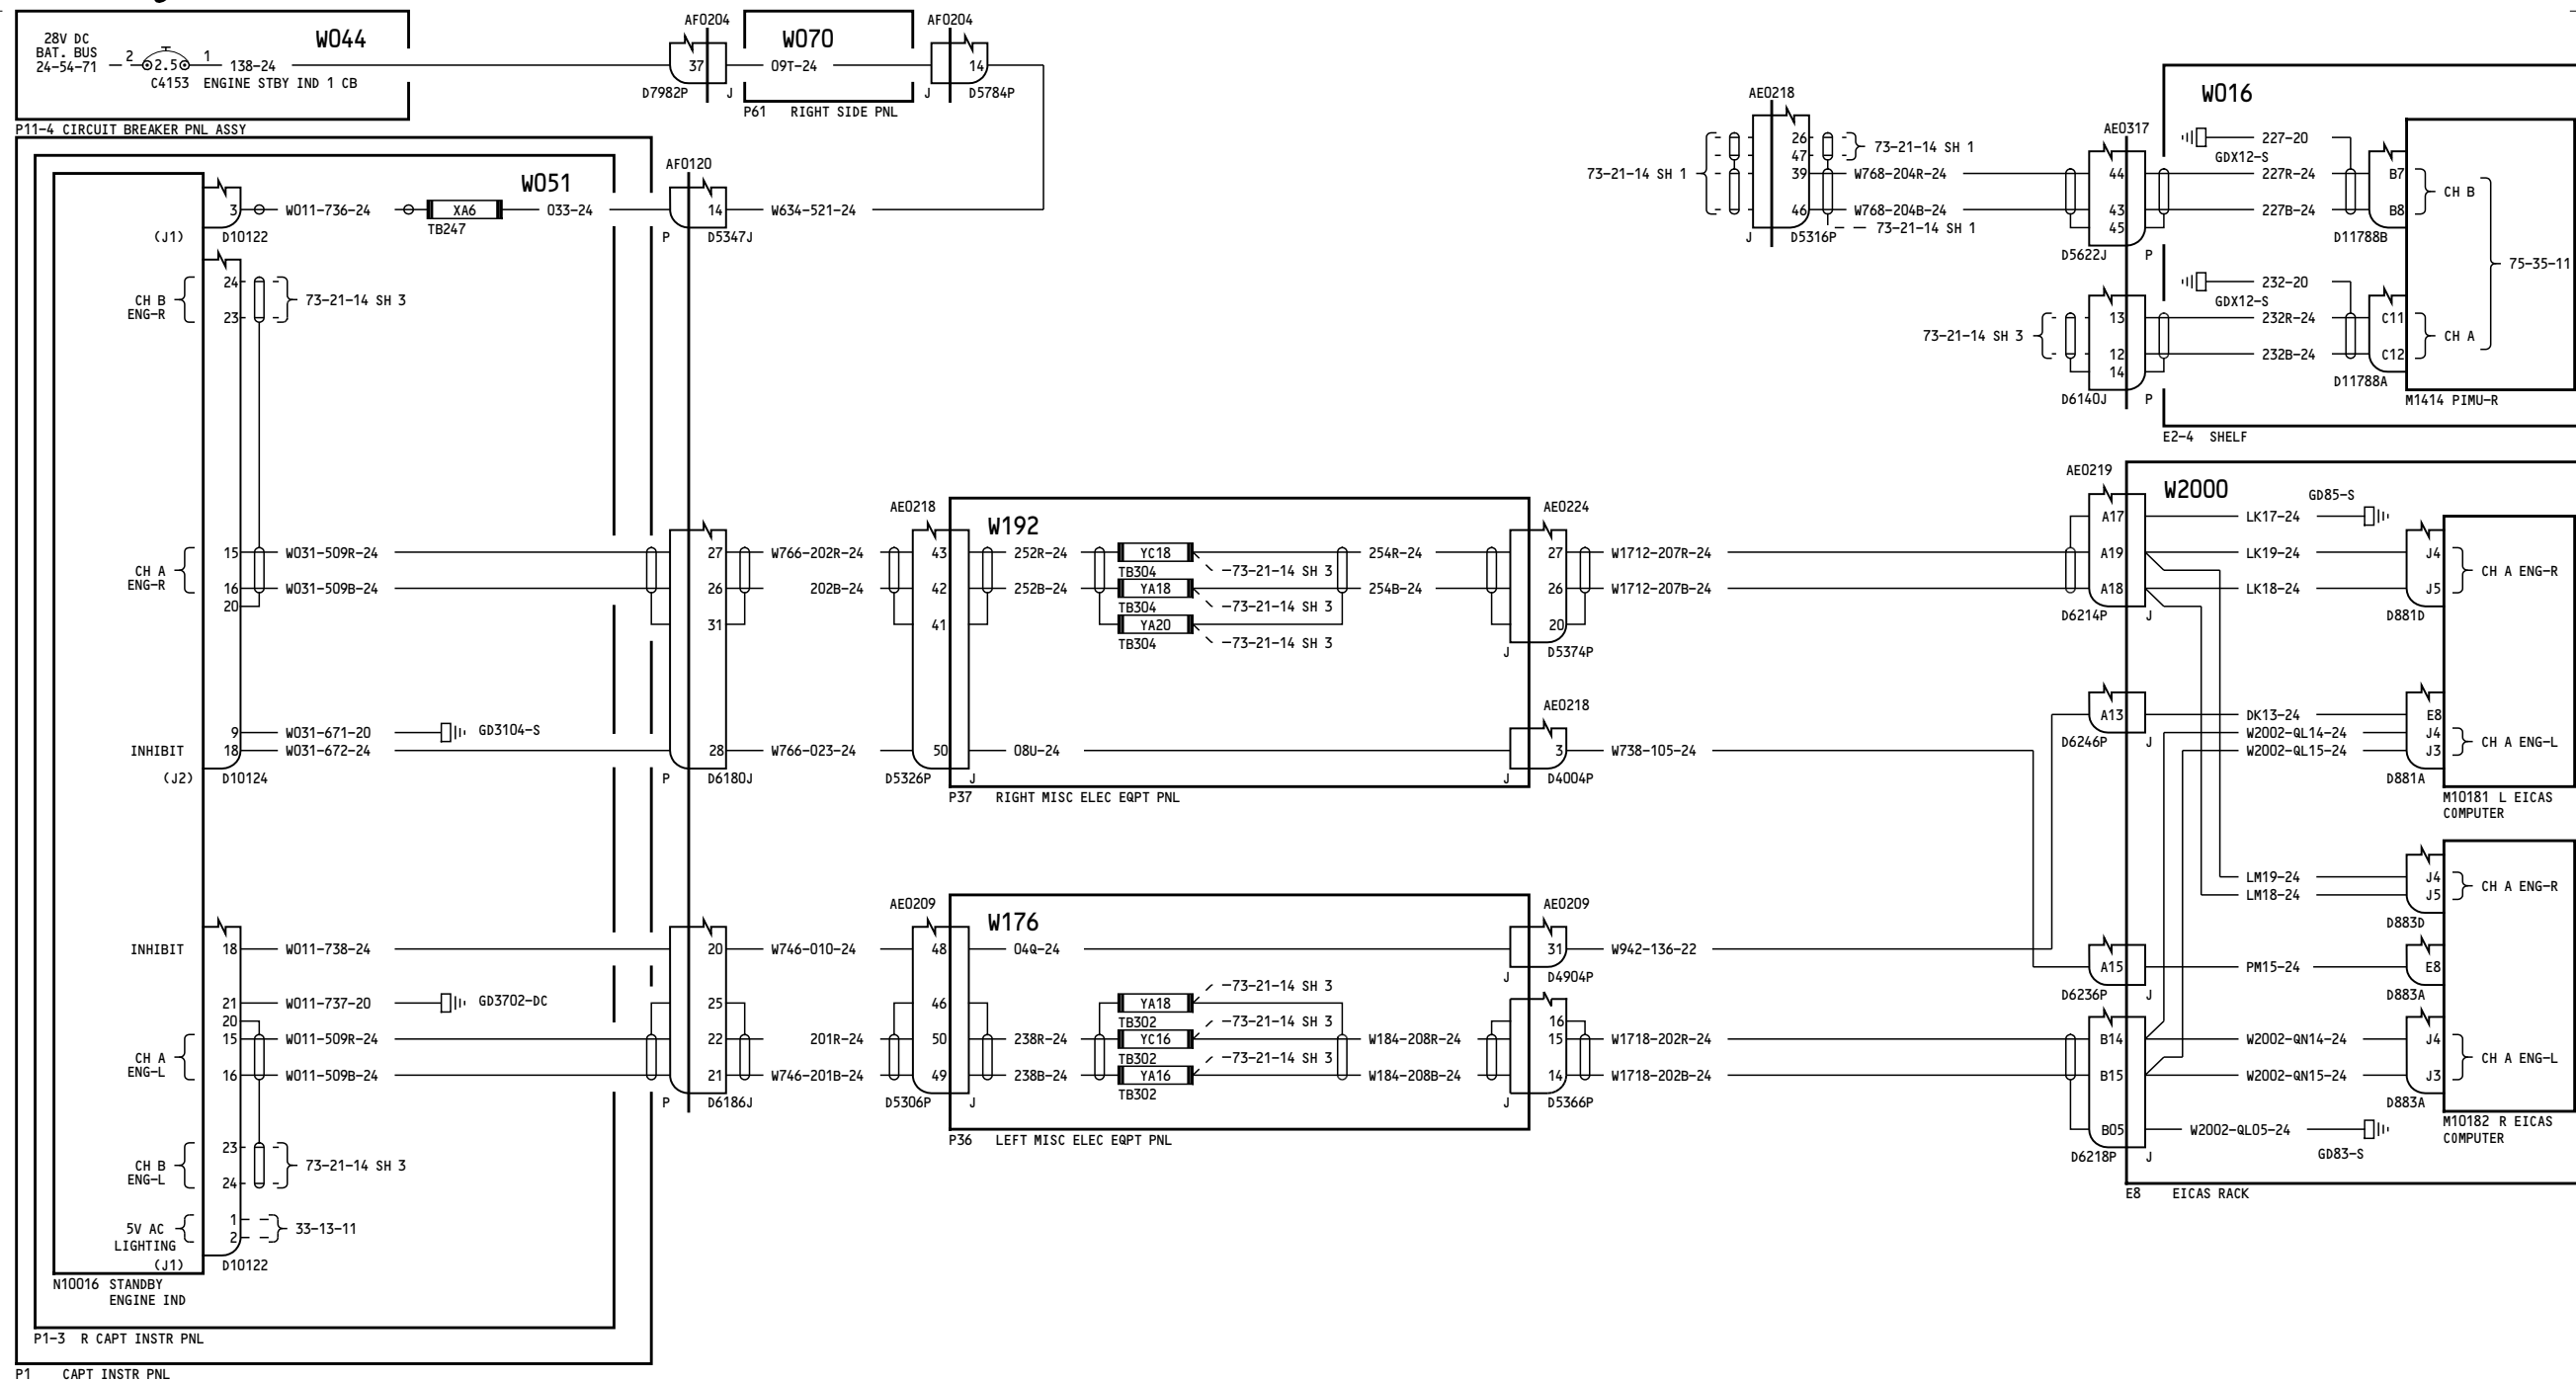 28V DC
BAT. BUS
24-54-71
2
2.5
1
138-24
C4153 ENGINE STBY IND 1 CB
W044
P11-4 CIRCUIT BREAKER PNL ASSY
AF0204
37
D7982P
J
W070
09T-24
P61 RIGHT SIDE PNL
AF0204
14
J
D5784P
3
W011-736-24
XA6
TB247
W051
033-24
(J1)
D10122
AF0120
14
W634-521-24
P
D5347J
CH B
ENG-R
24
23
73-21-14 SH 3
CH A
ENG-R
15
W031-509R-24
16
W031-509B-24
20
9
W031-671-20
GD3104-S
INHIBIT
18
W031-672-24
(J2)
D10124
27
26
31
28
P
D6180J
W766-202R-24
202B-24
W766-023-24
AE0218
43
42
41
50
D5326P
J
W192
252R-24
252B-24
YC18
TB304
YA18
TB304
YA20
TB304
-73-21-14 SH 3
-73-21-14 SH 3
-73-21-14 SH 3
254R-24
254B-24
08U-24
P37 RIGHT MISC ELEC EQPT PNL
AE0224
27
26
20
J
D5374P
W1712-207R-24
W1712-207B-24
AE0218
3
J
D4004P
W738-105-24
INHIBIT
18
W011-738-24
21
W011-737-20
GD3702-DC
20
CH A
ENG-L
15
W011-509R-24
16
W011-509B-24
CH B
ENG-L
23
24
73-21-14 SH 3
5V AC
LIGHTING
1
2
33-13-11
(J1)
D10122
N10016 STANDBY
ENGINE IND
P1-3 R CAPT INSTR PNL
P1 CAPT INSTR PNL
20
25
22
21
P
D6186J
W746-010-24
201R-24
W746-201B-24
AE0209
48
46
50
49
D5306P
J
W176
04Q-24
238R-24
238B-24
YA18
TB302
YC16
TB302
YA16
TB302
-73-21-14 SH 3
-73-21-14 SH 3
-73-21-14 SH 3
W184-208R-24
W184-208B-24
P36 LEFT MISC ELEC EQPT PNL
AE0209
31
J
D4904P
W942-136-22
16
15
14
J
D5366P
W1718-202R-24
W1718-202B-24
73-21-14 SH 1
AE0218
26
47
39
46
J
D5316P
73-21-14 SH 1
W768-204R-24
W768-204B-24
73-21-14 SH 1
AE0317
44
43
45
D5622J
P
W016
227-20
GDX12-S
227R-24
227B-24
B7
B8
D11788B
CH B
75-35-11
73-21-14 SH 3
13
12
14
D6140J
P
232-20
GDX12-S
232R-24
232B-24
C11
C12
D11788A
CH A
M1414 PIMU-R
E2-4 SHELF
AE0219
W2000
GD85-S
A17
LK17-24
A19
LK19-24
A18
LK18-24
D6214P
J
J4
J5
D881D
CH A ENG-R
A13
D6246P
J
DK13-24
W2002-QL14-24
W2002-QL15-24
E8
J4
J3
D881A
CH A ENG-L
M10181 L EICAS
COMPUTER
LM19-24
LM18-24
J4
J5
D883D
CH A ENG-R
A15
D6236P
J
PM15-24
E8
D883A
B14
W2002-QN14-24
B15
W2002-QN15-24
J4
J3
D883A
CH A ENG-L
B05
W2002-QL05-24
GD83-S
D6218P
J
M10182 R EICAS
COMPUTER
E8 EICAS RACK